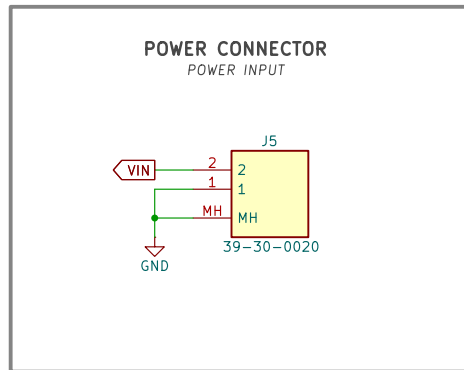 POWER CONNECTOR
POWER INPUT
J5
VIN 2 2
1 1
MH MH
39-30-0020
GND